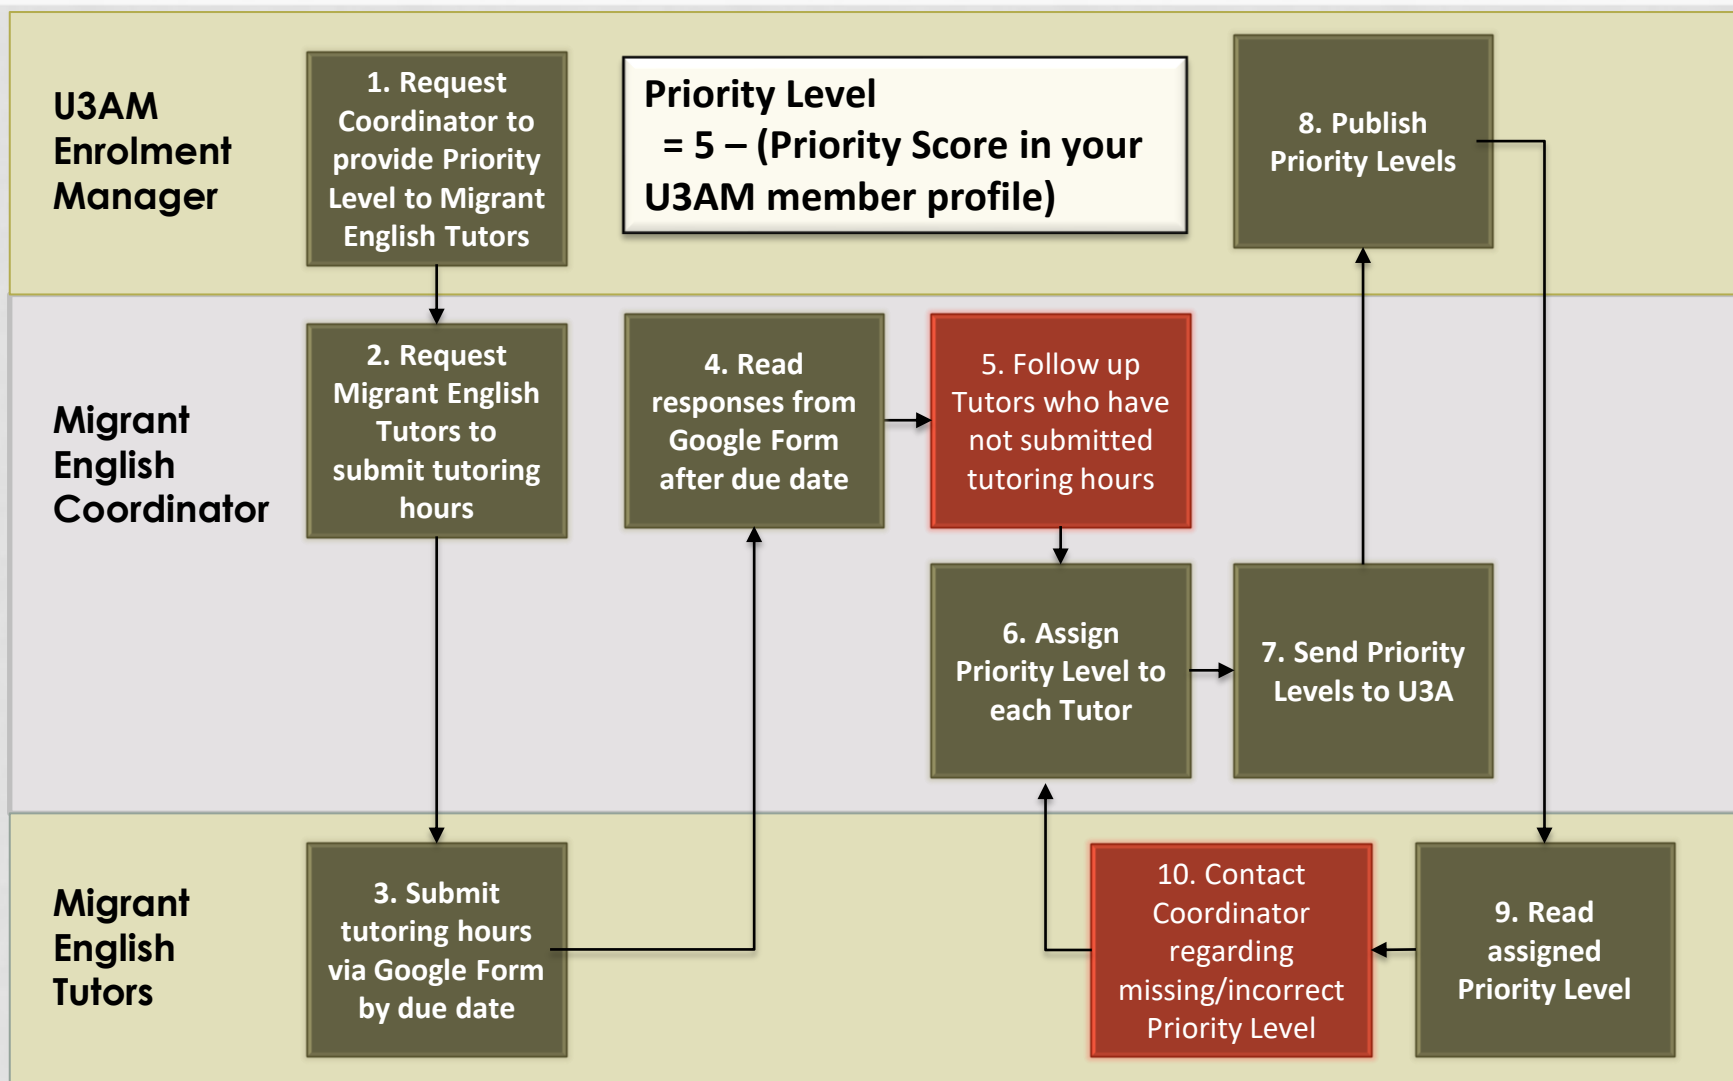 U3AM
Enrolment
Manager
1. Request
Coordinator to
provide Priority
Level to Migrant
English Tutors
Priority Level
= 5 – (Priority Score in your
U3AM member profile)
8. Publish
Priority Levels
Migrant
English
Coordinator
2. Request
Migrant English
Tutors to
submit tutoring
hours
4. Read
responses from
Google Form
after due date
5. Follow up
Tutors who have
not submitted
tutoring hours
6. Assign
Priority Level to
each Tutor
7. Send Priority
Levels to U3A
Migrant
English
Tutors
3. Submit
tutoring hours
via Google Form
by due date
10. Contact
Coordinator
regarding
missing/incorrect
Priority Level
9. Read
assigned
Priority Level